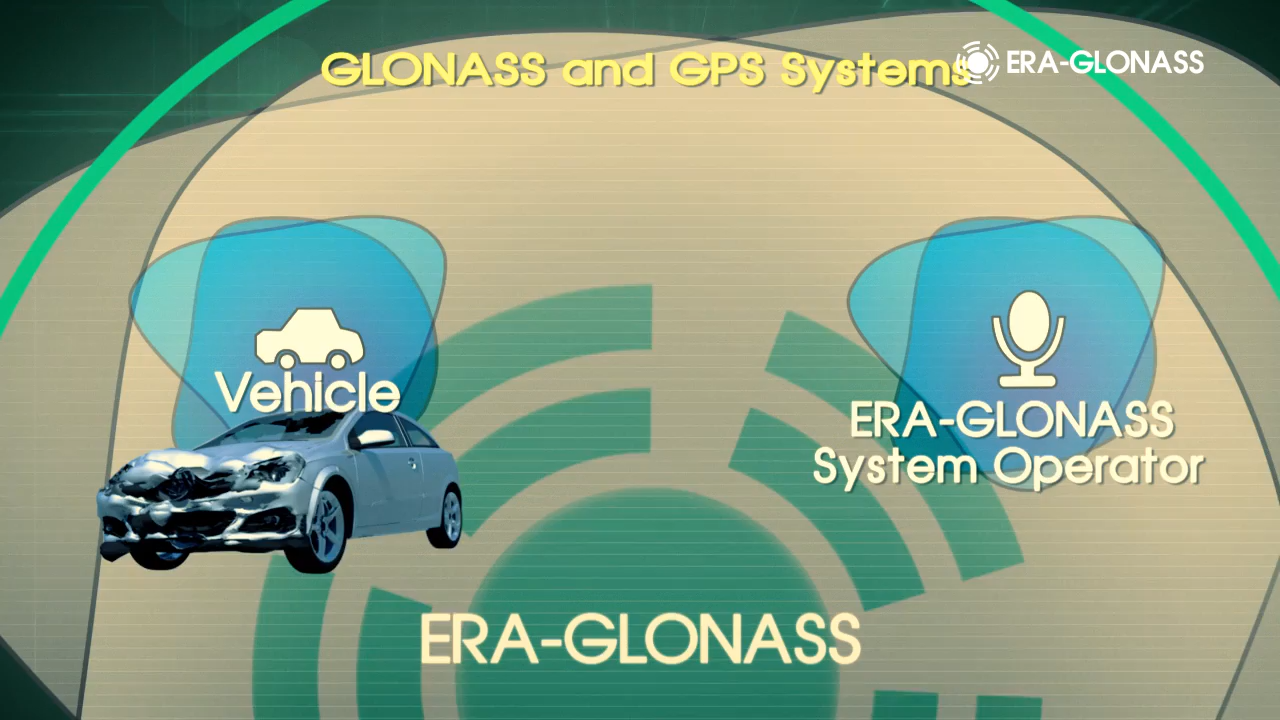 GLONASS and GPS Systems
ERA-GLONASS
Vehicle
ERA-GLONASS
System Operator
ERA-GLONASS